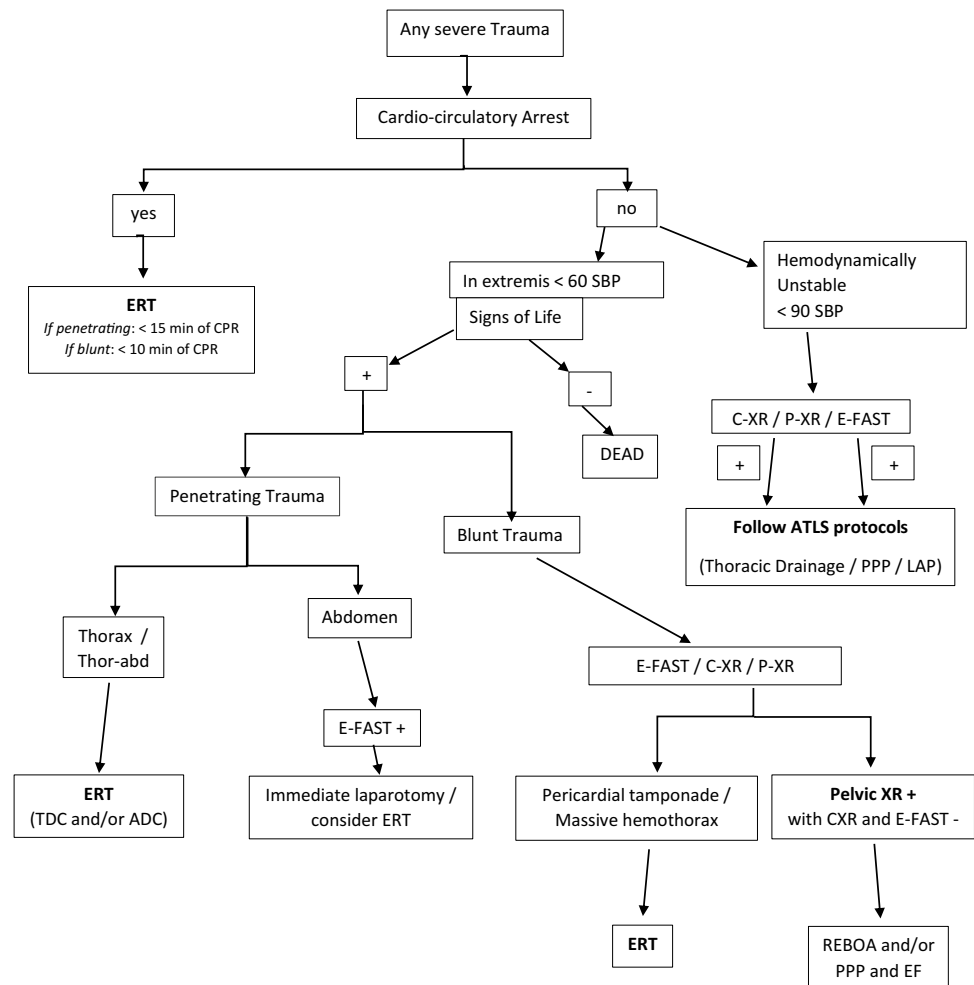 Any severe Trauma
Cardio-circulatory Arrest
yes
no
ERT
If penetrating: < 15 min of CPR
If blunt: < 10 min of CPR
In extremis < 60 SBP
Signs of Life
Hemodynamically
Unstable
< 90 SBP
+
-
DEAD
C-XR / P-XR / E-FAST
+
+
Follow ATLS protocols
(Thoracic Drainage / PPP / LAP)
Penetrating Trauma
Blunt Trauma
Thorax /
Thor-abd
Abdomen
E-FAST / C-XR / P-XR
E-FAST +
ERT
(TDC and/or ADC)
Immediate laparotomy /
consider ERT
Pericardial tamponade /
Massive hemothorax
Pelvic XR +
with CXR and E-FAST -
ERT
REBOA and/or
PPP and EF